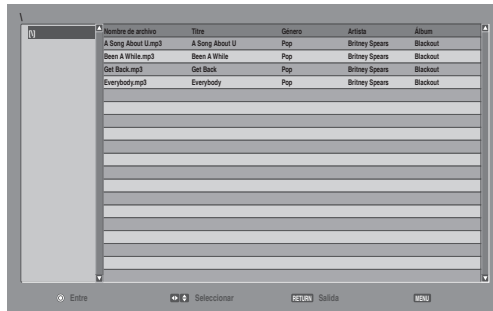 \
[\]
Nombre de archivo Titre Género Artista Álbum
A Song About U.mp3 A Song About U Pop Britney Spears Blackout
Been A While.mp3 Been A While Pop Britney Spears Blackout
Get Back.mp3 Get Back Pop Britney Spears Blackout
Everybody.mp3 Everybody Pop Britney Spears Blackout
Entre Seleccionar RETURN Salida MENU